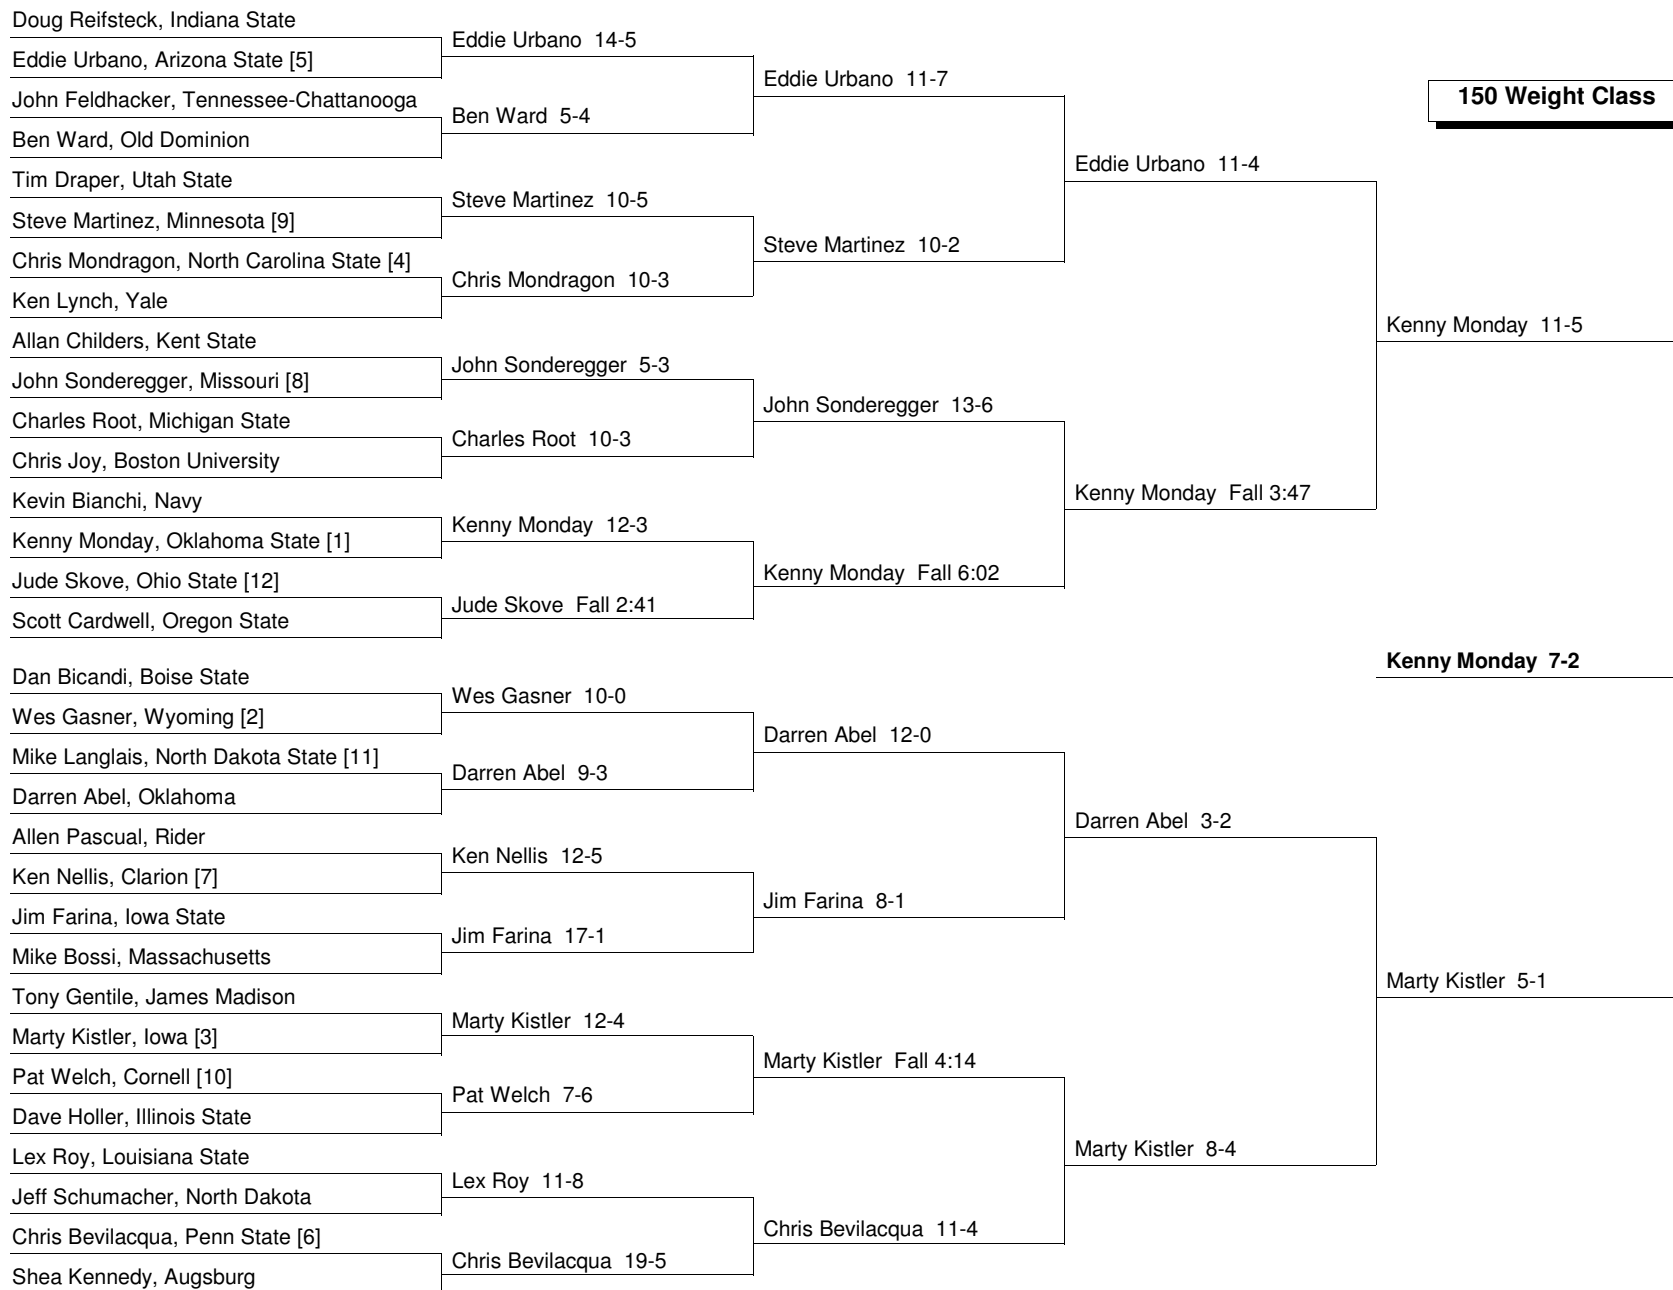 150 Weight Class
Doug Reifsteck, Indiana State
Eddie Urbano, Arizona State [5]
John Feldhacker, Tennessee-Chattanooga
Ben Ward, Old Dominion
Tim Draper, Utah State
Steve Martinez, Minnesota [9]
Chris Mondragon, North Carolina State [4]
Ken Lynch, Yale
Allan Childers, Kent State
John Sonderegger, Missouri [8]
Charles Root, Michigan State
Chris Joy, Boston University
Kevin Bianchi, Navy
Kenny Monday, Oklahoma State [1]
Jude Skove, Ohio State [12]
Scott Cardwell, Oregon State
Dan Bicandi, Boise State
Wes Gasner, Wyoming [2]
Mike Langlais, North Dakota State [11]
Darren Abel, Oklahoma
Allen Pascual, Rider
Ken Nellis, Clarion [7]
Jim Farina, Iowa State
Mike Bossi, Massachusetts
Tony Gentile, James Madison
Marty Kistler, Iowa [3]
Pat Welch, Cornell [10]
Dave Holler, Illinois State
Lex Roy, Louisiana State
Jeff Schumacher, North Dakota
Chris Bevilacqua, Penn State [6]
Shea Kennedy, Augsburg
Eddie Urbano 14-5
Ben Ward 5-4
Steve Martinez 10-5
Chris Mondragon 10-3
John Sonderegger 5-3
Charles Root 10-3
Kenny Monday 12-3
Jude Skove Fall 2:41
Wes Gasner 10-0
Darren Abel 9-3
Ken Nellis 12-5
Jim Farina 17-1
Marty Kistler 12-4
Pat Welch 7-6
Lex Roy 11-8
Chris Bevilacqua 19-5
Eddie Urbano 11-7
Steve Martinez 10-2
John Sonderegger 13-6
Kenny Monday Fall 6:02
Darren Abel 12-0
Jim Farina 8-1
Marty Kistler Fall 4:14
Chris Bevilacqua 11-4
Eddie Urbano 11-4
Kenny Monday Fall 3:47
Darren Abel 3-2
Marty Kistler 8-4
Kenny Monday 11-5
Kenny Monday 7-2
Marty Kistler 5-1